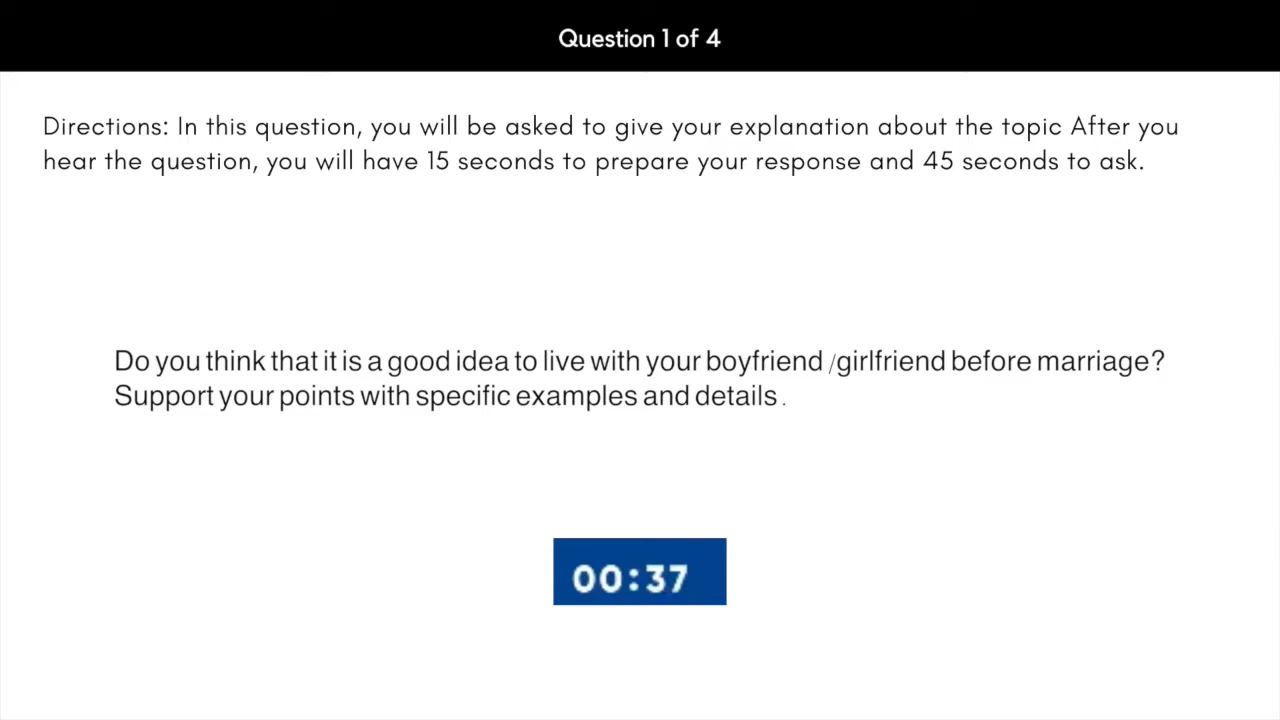 Question 1 of 4
Directions: In this question, you will be asked to give your explanation about the topic After you
hear the question, you will have 15 seconds to prepare your response and 45 seconds to ask.
Do you think that it is a good idea to live with your boyfriend /girlfriend before marriage?
Support your points with specific examples and details .
00:37